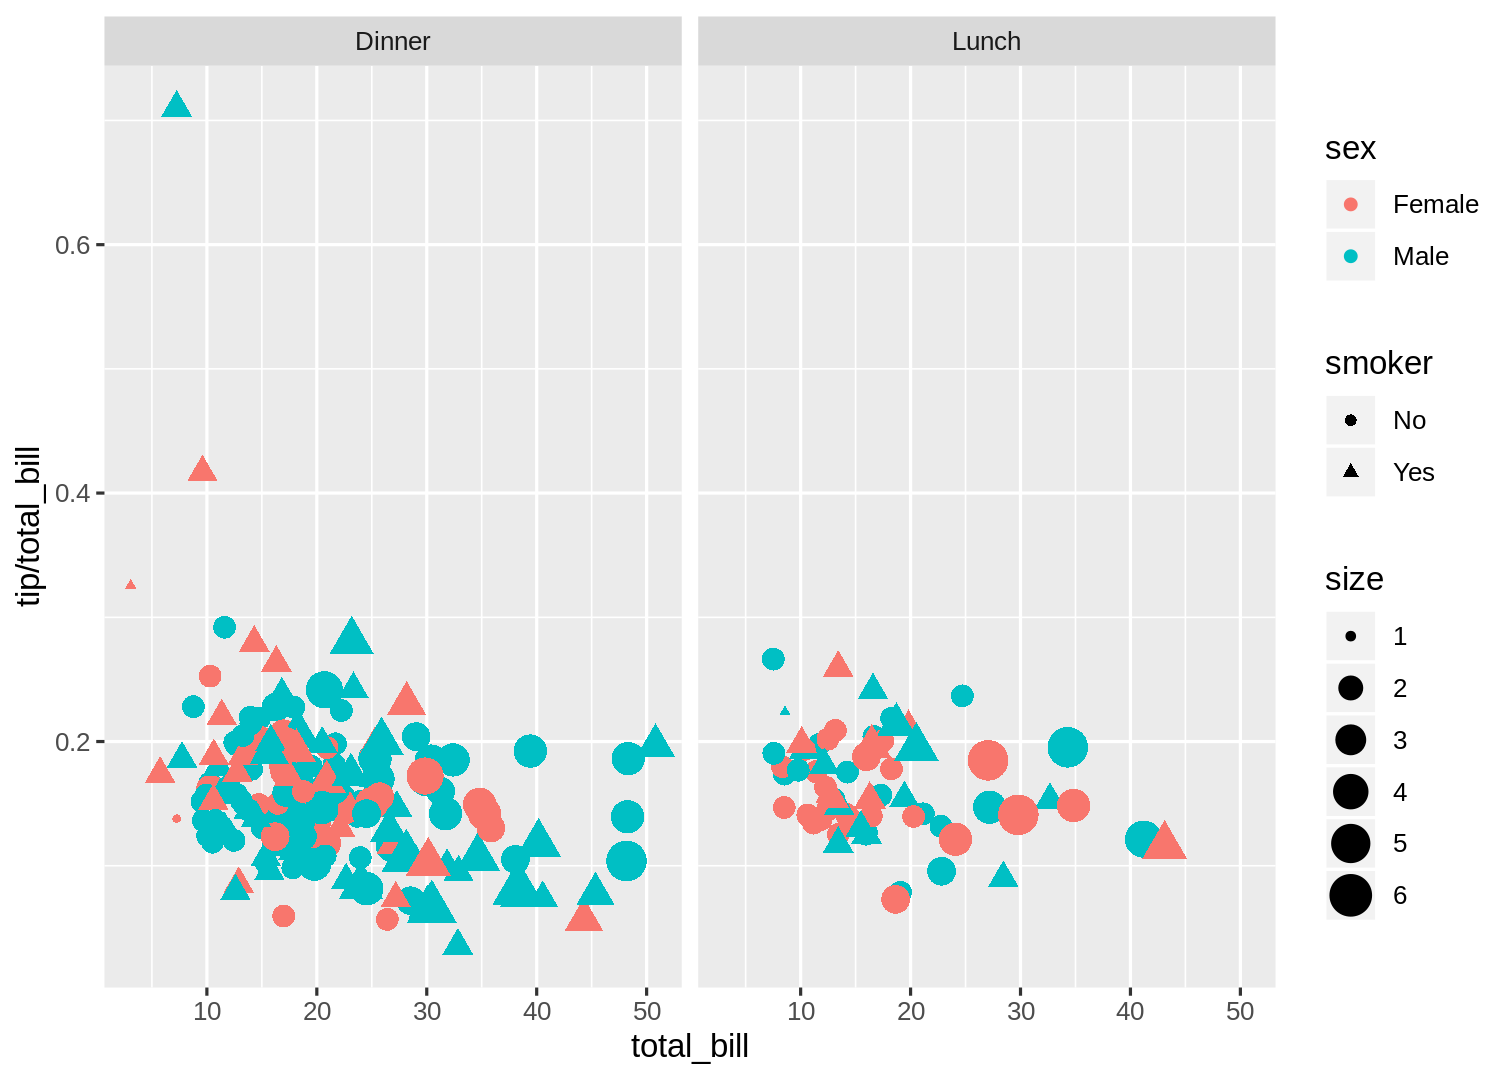 Dinner
Lunch
tip/total_bill
0.6
0.4
0.2
10 20 30 40 50
10 20 30 40 50
total_bill
sex
Female
Male
smoker
No
Yes
size
1
2
3
4
5
6